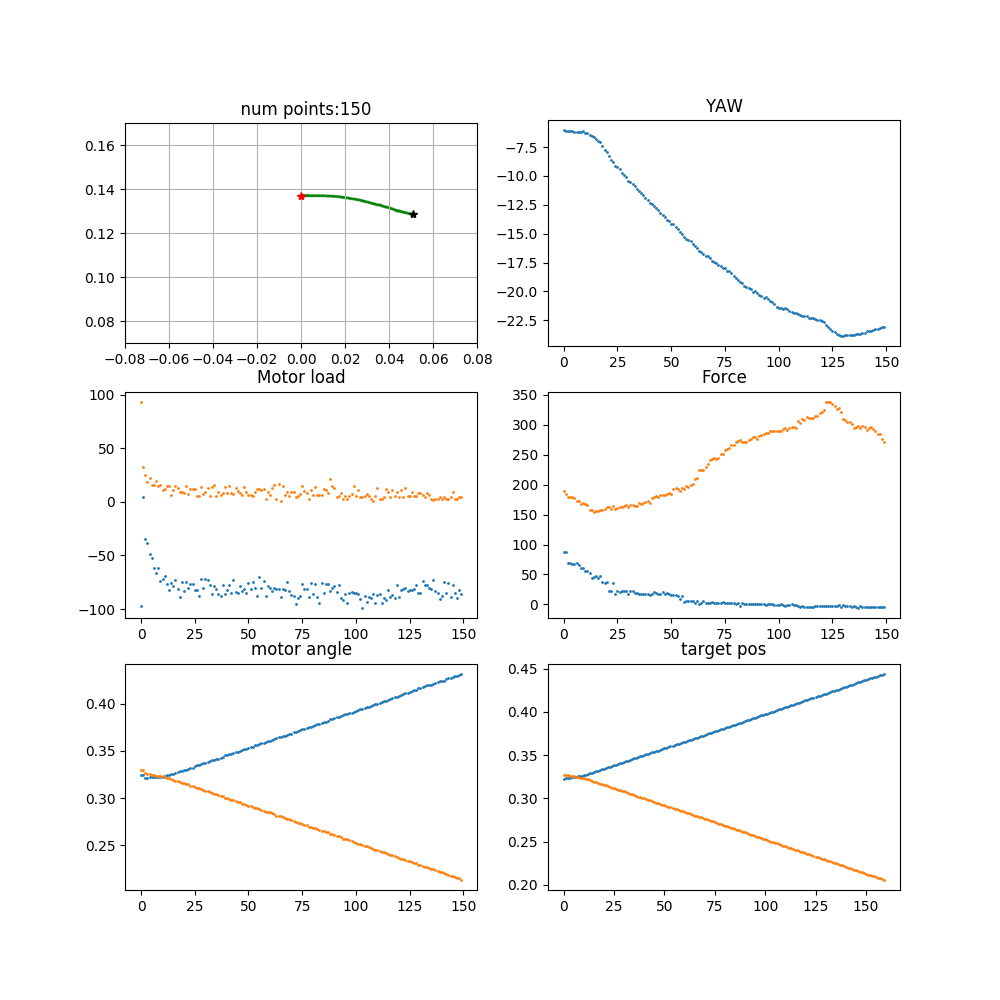 num points:150
0.16
0.14
0.12
0.10
0.08
−0.08 −0.06 −0.04 −0.02 0.00 0.02 0.04 0.06 0.08
YAW
−7.5
−10.0
−12.5
−15.0
−17.5
−20.0
−22.5
0 25 50 75 100 125 150
Motor load
100
50
0
−50
−100
0 25 50 75 100 125 150
Force
350
300
250
200
150
100
50
0
0 25 50 75 100 125 150
motor angle
0.40
0.35
0.30
0.25
0 25 50 75 100 125 150
target pos
0.45
0.40
0.35
0.30
0.25
0.20
0 25 50 75 100 125 150